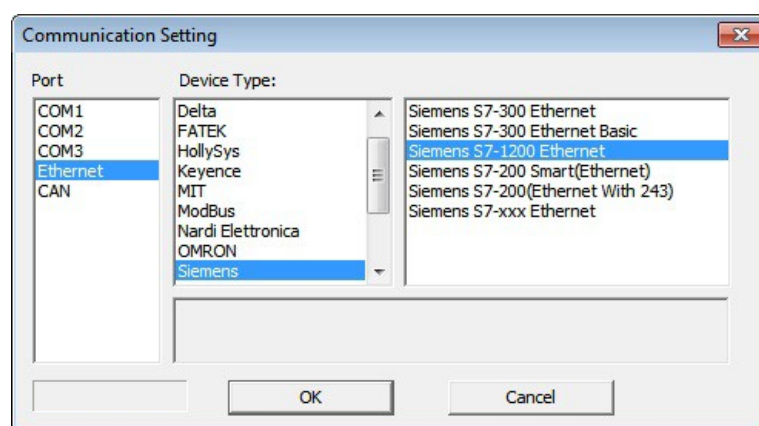 Communication Setting
Port
Device Type:
COM1
COM2
COM3
Ethernet
CAN
Delta
FATEK
HollySys
Keyence
MIT
ModBus
Nardi Elettronica
OMRON
Siemens
Siemens S7-300 Ethernet
Siemens S7-300 Ethernet Basic
Siemens S7-1200 Ethernet
Siemens S7-200 Smart(Ethernet)
Siemens S7-200(Ethernet With 243)
Siemens S7-xxx Ethernet
OK
Cancel